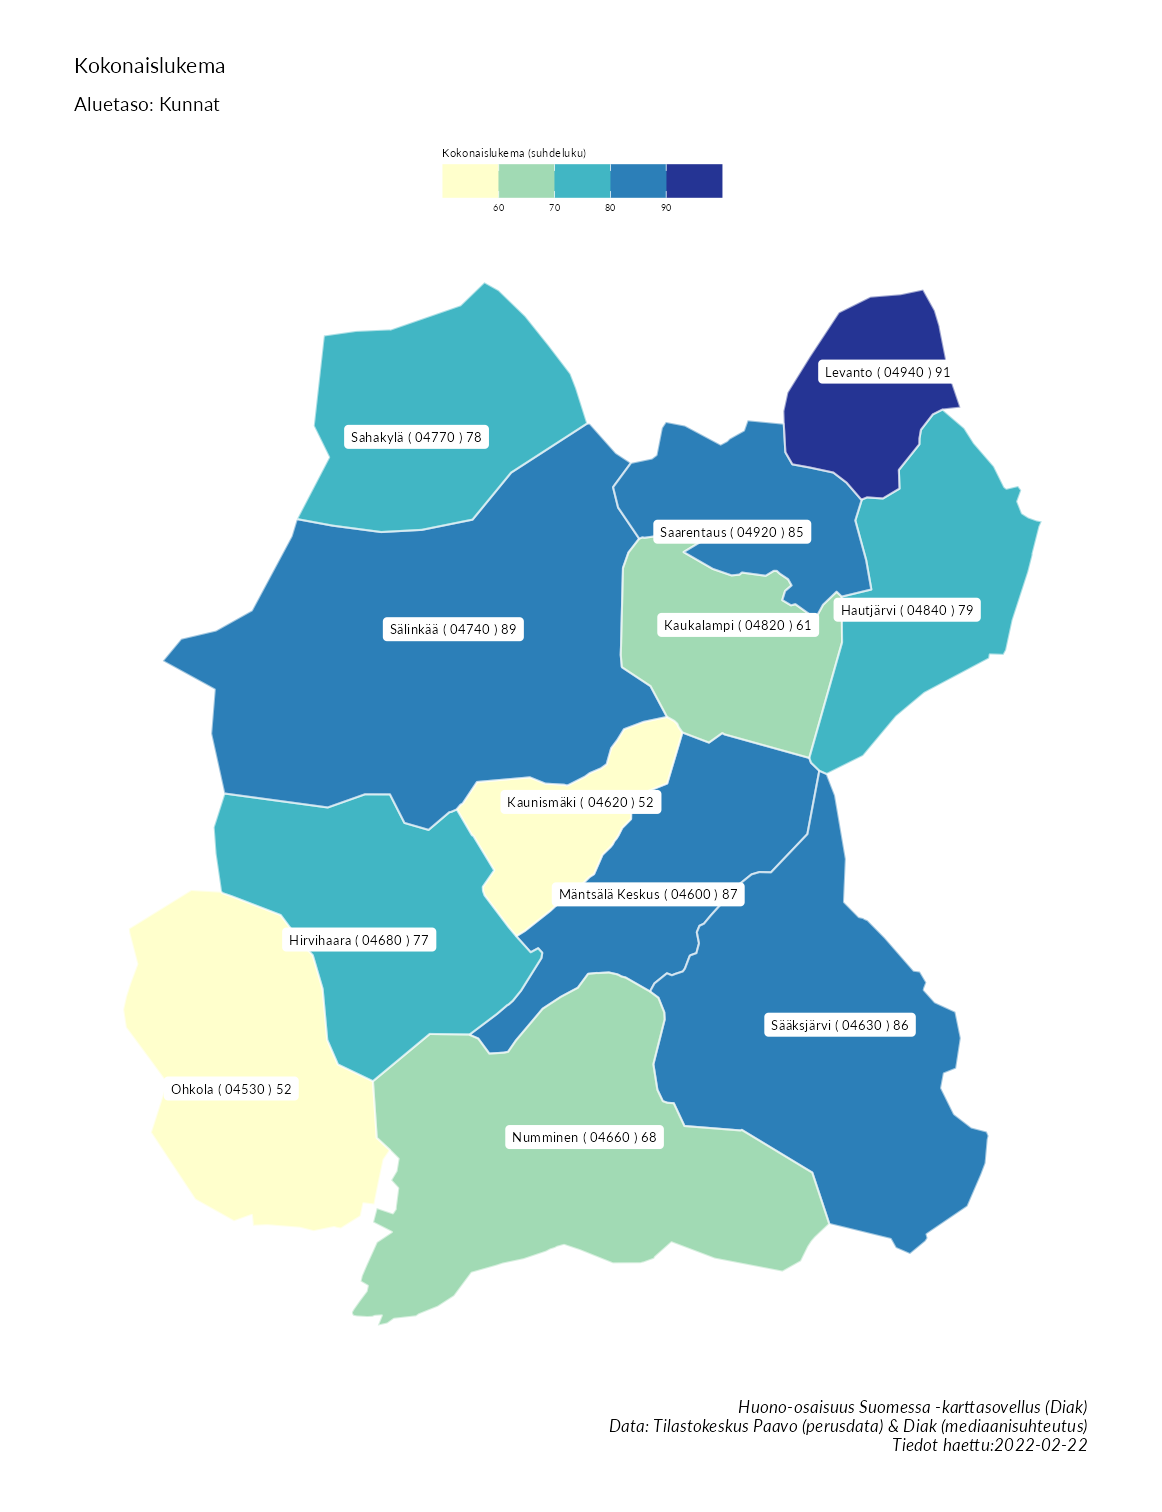 Kokonaislukema
Aluetaso: Kunnat
Kokonaislukema (suhdeluku)
60 70 80 90
Levanto ( 04940 ) 91
Sahakylä ( 04770 ) 78
Saarentaus ( 04920 ) 85
Hautjärvi ( 04840 ) 79
Kaukalampi ( 04820 ) 61
Sälinkää ( 04740 ) 89
Kaunismäki ( 04620 ) 52
Mäntsälä Keskus ( 04600 ) 87
Hirvihaara ( 04680 ) 77
Sääksjärvi ( 04630 ) 86
Ohkola ( 04530 ) 52
Numminen ( 04660 ) 68
Huono-osaisuus Suomessa -karttasovellus (Diak)
Data: Tilastokeskus Paavo (perusdata) & Diak (mediaanisuhteutus)
Tiedot haettu:2022-02-22